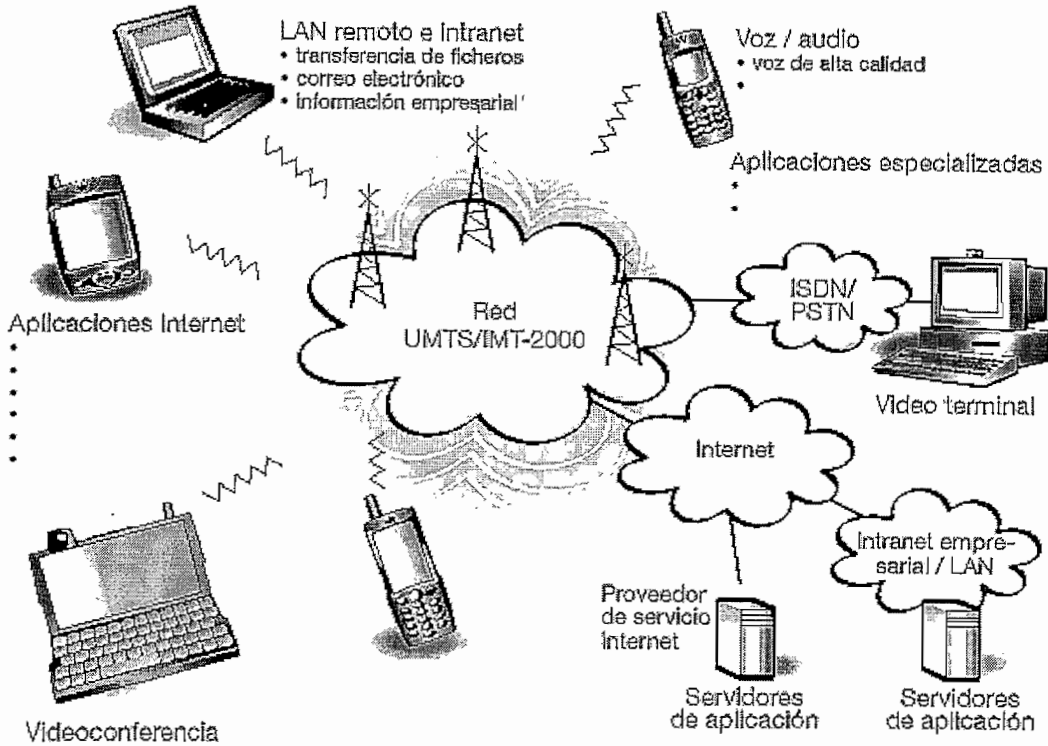 LAN remoto e intranet
• transferencia de ficheros
• correo electrónico
• información empresarial
Voz / audio
• voz de alta calidad
•
Aplicaciones especializadas
•
•
Aplicaciones Internet
•
•
•
•
•
•
•
Red
UMTS/IMT-2000
ISDN/
PSTN
Video terminal
Internet
Intranet empre-
sarial / LAN
Proveedor
de servicio
Internet
Servidores
de aplicación
Servidores
de aplicación
Videoconferencia